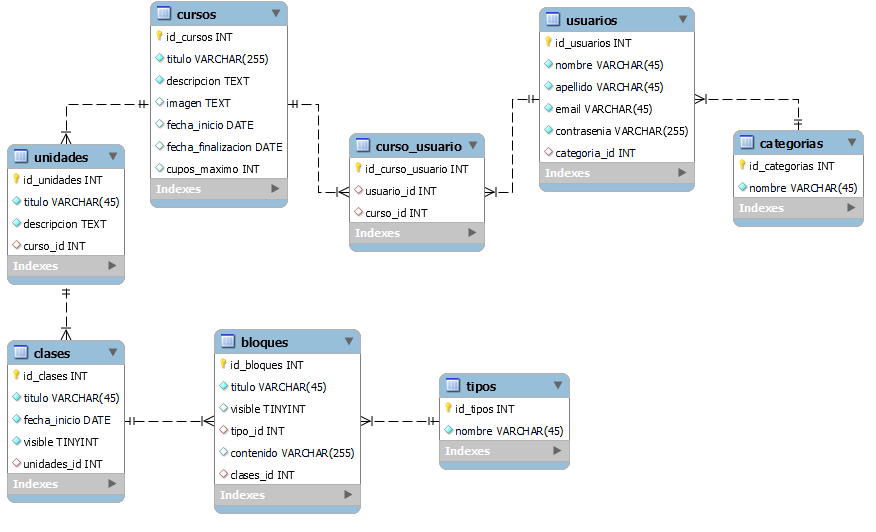 cursos
id_cursos INT
titulo VARCHAR(255)
descripcion TEXT
imagen TEXT
fecha_inicio DATE
fecha_finalizacion DATE
cupos_maximo INT
Indexes
usuarios
id_usuarios INT
nombre VARCHAR(45)
apellido VARCHAR(45)
email VARCHAR(45)
contrasenia VARCHAR(255)
categoria_id INT
Indexes
curso_usuario
id_curso_usuario INT
usuario_id INT
curso_id INT
Indexes
categorias
id_categorias INT
nombre VARCHAR(45)
Indexes
unidades
id_unidades INT
titulo VARCHAR(45)
descripcion TEXT
curso_id INT
Indexes
clases
id_clases INT
titulo VARCHAR(45)
fecha_inicio DATE
visible TINYINT
unidades_id INT
Indexes
bloques
id_bloques INT
titulo VARCHAR(45)
visible TINYINT
tipo_id INT
contenido VARCHAR(255)
clases_id INT
Indexes
tipos
id_tipos INT
nombre VARCHAR(45)
Indexes